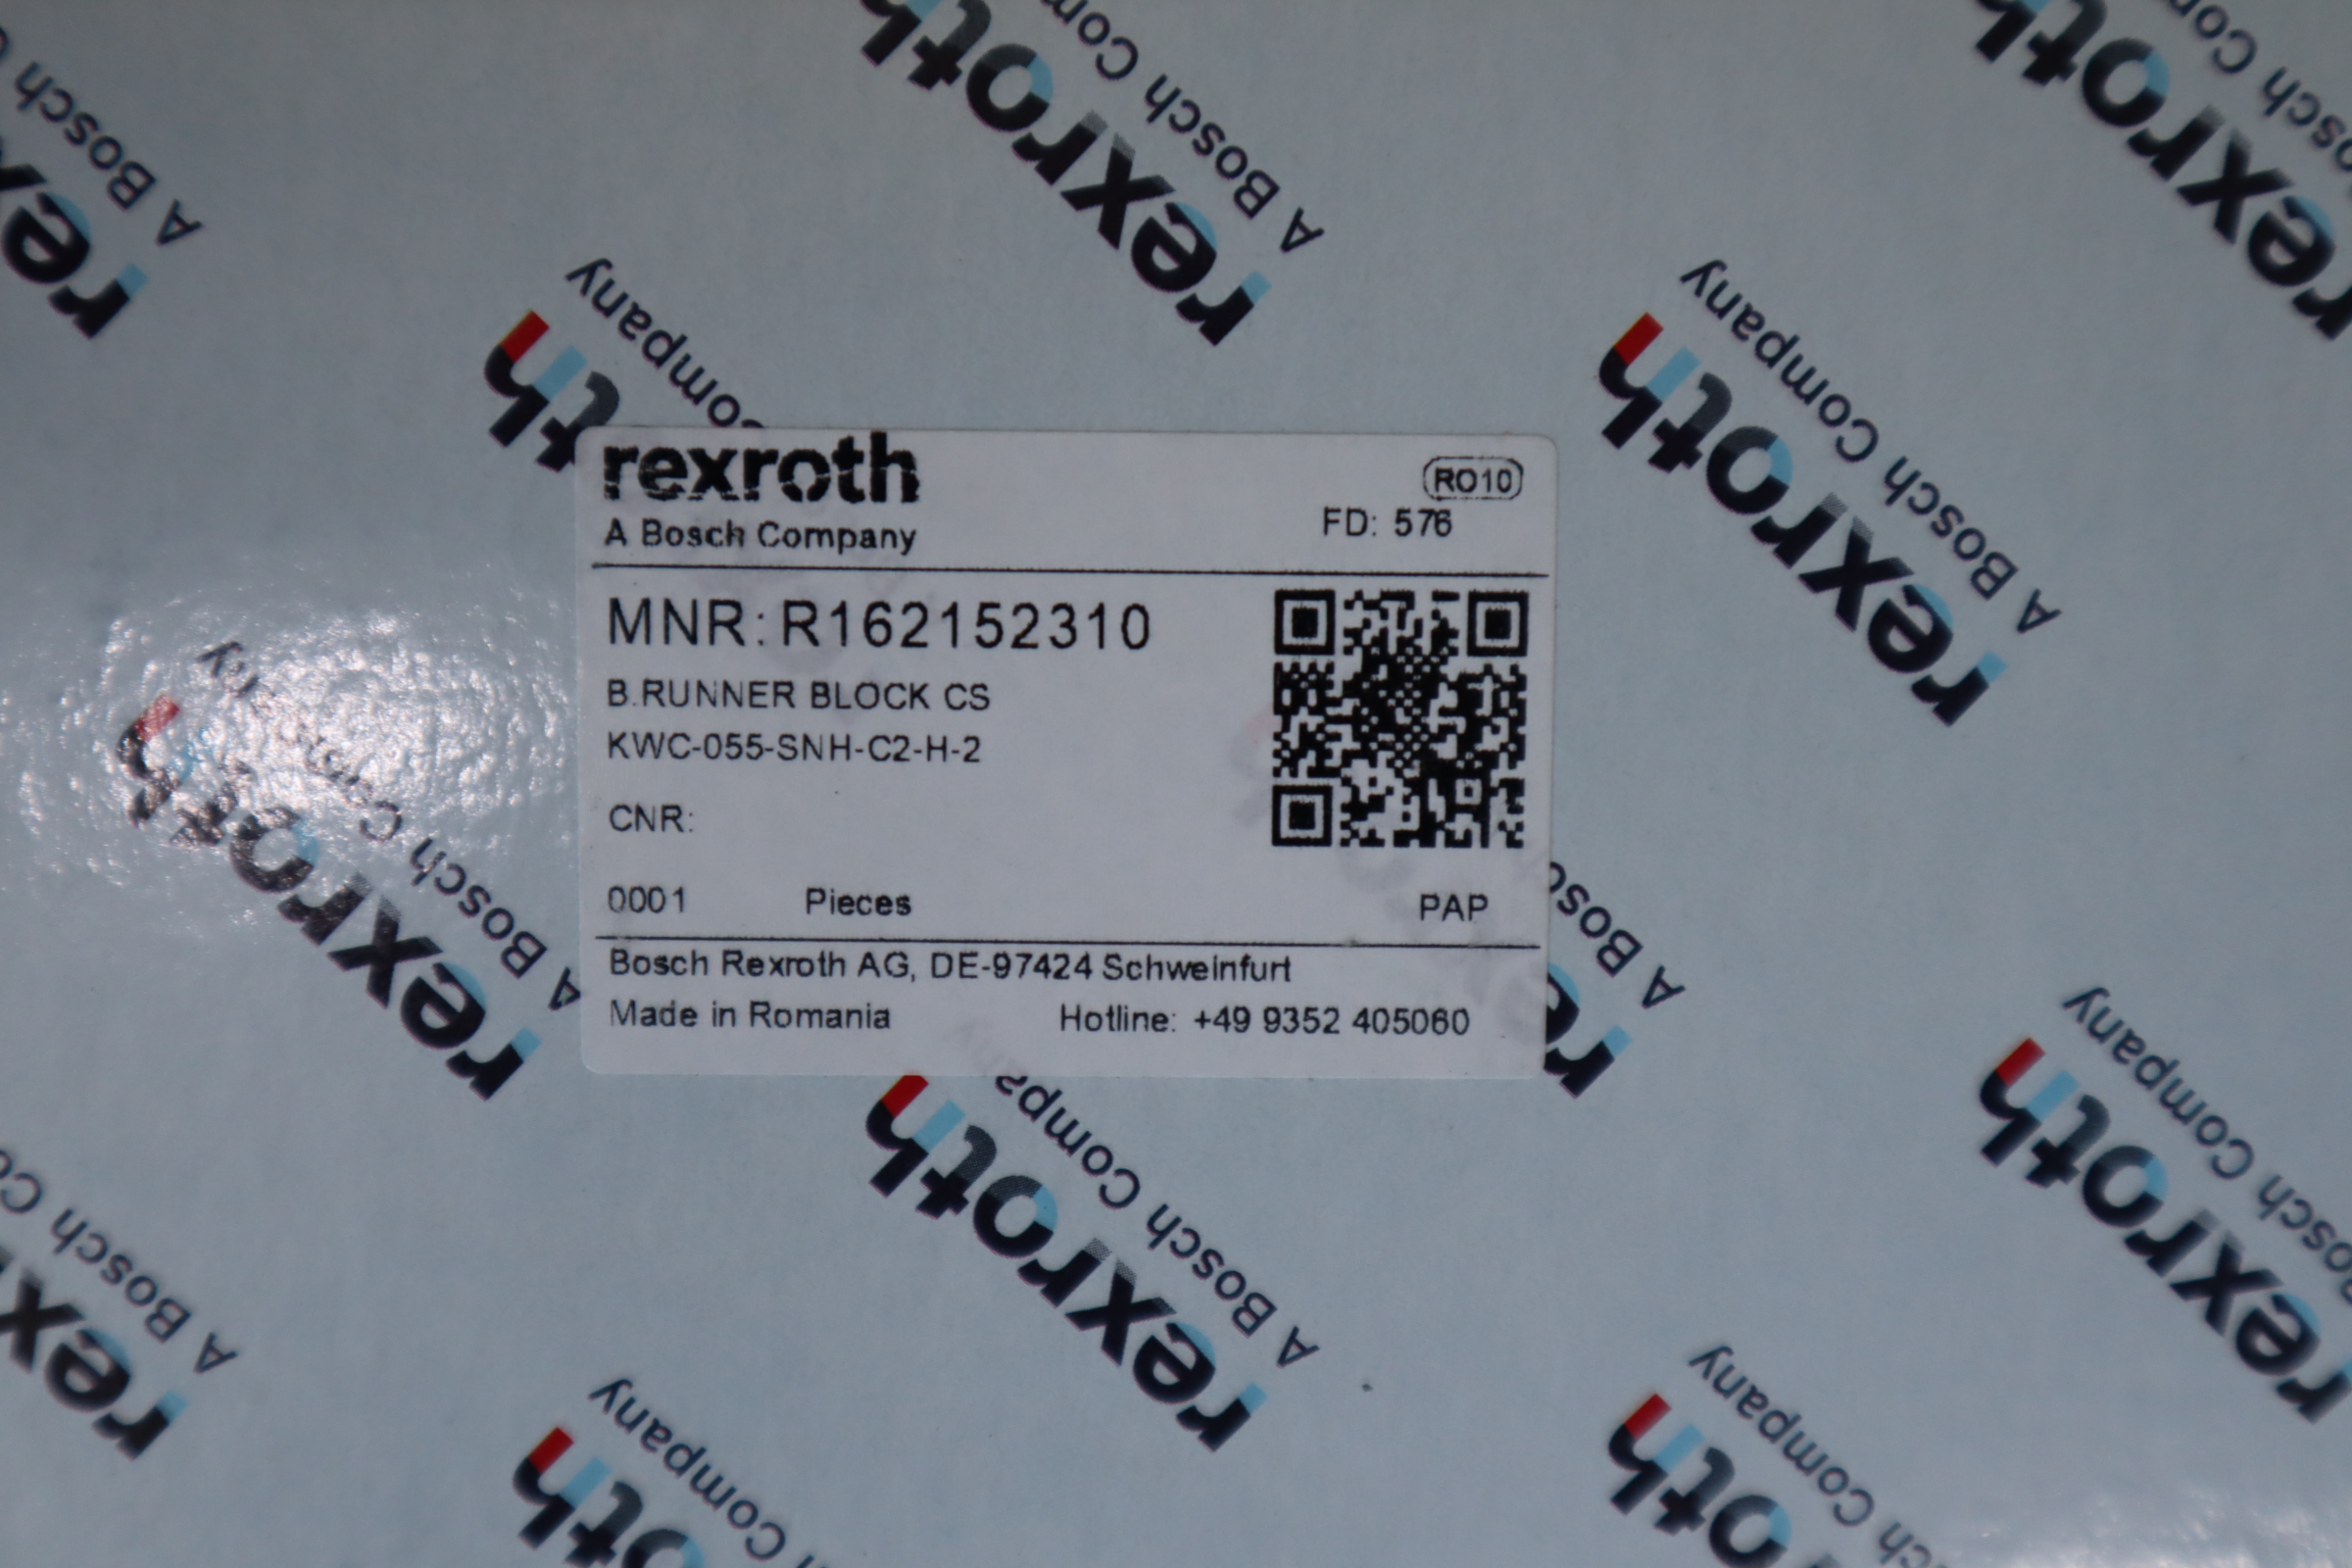 rexroth
A Bosch Company
RO10
FD: 576
MNR: R162152310
B.RUNNER BLOCK CS
KWC-055-SNH-C2-H-2
CNR:
0001 Pieces PAP
Bosch Rexroth AG, DE-97424 Schweinfurt
Made in Romania Hotline: +49 9352 405060
rexroth
A Bosch Company
rexroth
A Bosch Company
rexroth
A Bosch Company
rexroth
A Bosch Company
rexroth
A Bosch Company